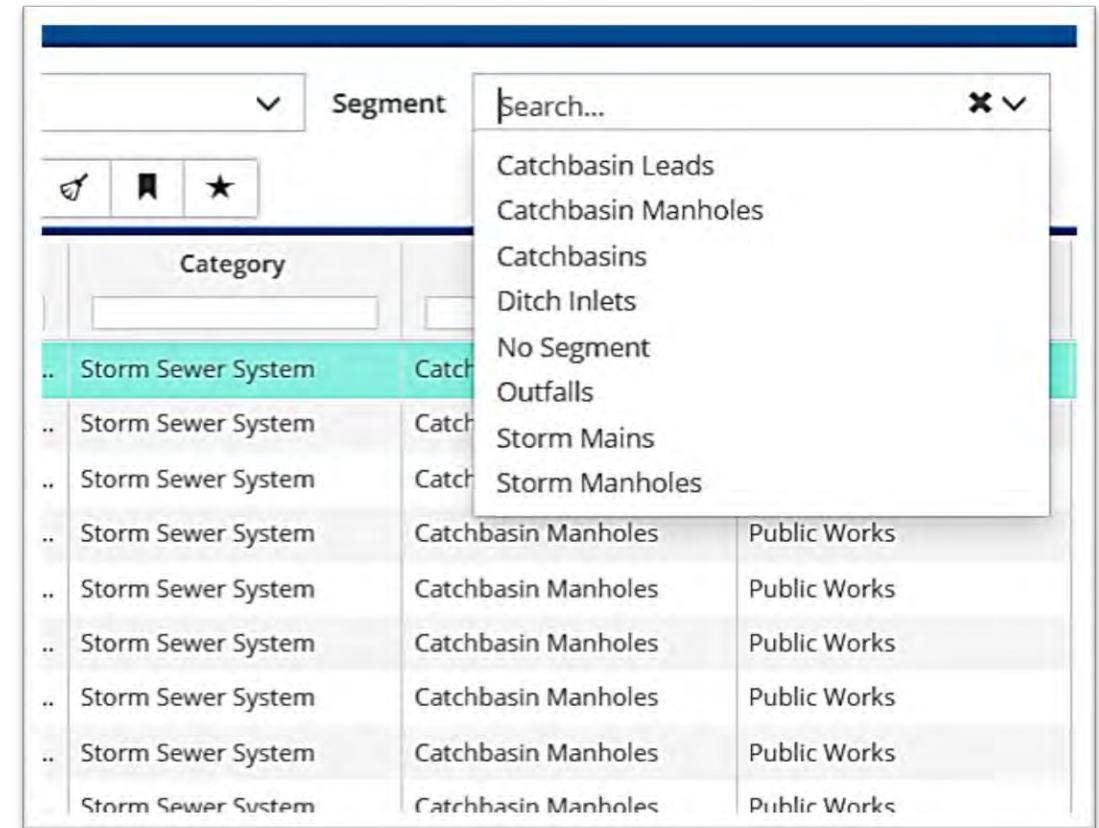 Segment Search...
Catchbasin Leads
Catchbasin Manholes
Catchbasins
Ditch Inlets
No Segment
Outfalls
Storm Mains
Storm Manholes
Category
.. Storm Sewer System Catch
.. Storm Sewer System Catch
.. Storm Sewer System Catch
.. Storm Sewer System Catchbasin Manholes Public Works
.. Storm Sewer System Catchbasin Manholes Public Works
.. Storm Sewer System Catchbasin Manholes Public Works
.. Storm Sewer System Catchbasin Manholes Public Works
.. Storm Sewer System Catchbasin Manholes Public Works
Storm Sewer System Catchbasin Manholes Public Works